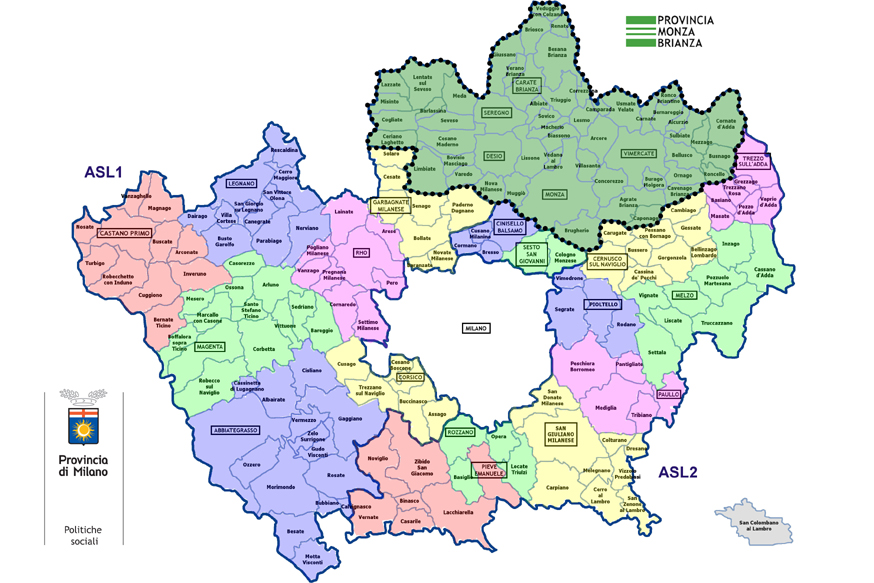 Veduggio
con Colzano
PROVINCIA
MONZA
BRIANZA
Briosco
Renate
Giussano
Besana
Brianza
Verano
Brianza
CARATE
BRIANZA
Lentate
sul
Seveso
Lazzate
Misinto
Meda
Barlassina
Cogliate
Seveso
SEREGNO
Albiate
Triuggio
Sovico
Macherio
Biassono
Lesmo
Camparada
Usmate
Velate
Carnate
Ronco
Briantino
Bernareggio
Aicurzio
Sulbiate
Mezzago
Cornate
d'Adda
Ceriano
Laghetto
Cesano
Maderno
Bovisio
Masciago
Limbiate
Varedo
DESIO
Lissone
Vedano
al
Lambro
Arcore
Villasanta
VIMERCATE
Bellusco
Busnago
Roncello
Ornago
Cavenago
Brianza
Burago
Molgora
Concorezzo
Agrate
Brianza
Caponago
Nova
Milanese
Muggiò
MONZA
Brugherio
ASL1
Rescaldina
Cerro
Maggiore
LEGNANO
San Vittore
Olona
San Giorgio
su Legnano
Villa
Cortese
Canegrate
Dairago
Busto
Garolfo
Parabiago
Nerviano
Solaro
Cesate
GARBAGNATE
MILANESE
Senago
Paderno
Dugnano
Bollate
Novate
Milanese
Baranzate
Cusano
Milanino
CINISELLO
BALSAMO
Cormano
Bresso
SESTO
SAN
GIOVANNI
Cologno
Monzese
TREZZO
SULL'ADDA
Grezzago
Trezzano
Rosa
Basiano
Masate
Pozzo
d'Adda
Vaprio
d'Adda
Vanzaghello
Magnago
CASTANO PRIMO
Buscate
Turbigo
Arconate
Robecchetto
con Induno
Inveruno
Cuggiono
Bernate
Ticino
Lainate
Arese
RHO
Pogliano
Milanese
Vanzago
Pregnana
Milanese
Pero
Cornaredo
Settimo
Milanese
Casorezzo
Ossona
Arluno
Mesero
Marcallo
con Casone
Santo
Stefano
Ticino
Sedriano
Vittuone
Bareggio
Boffalora
sopra
Ticino
MAGENTA
Corbetta
Robecco
sul
Naviglio
Carugate
Pessano
con Bornago
Cambiago
Gessate
Bussero
CERNUSCO
SUL NAVIGLIO
Gorgonzola
Bellinzago
Lombardo
Cassina
de' Pecchi
Inzago
Cassano
d'Adda
Pozzuolo
Martesana
MELZO
Vignate
Liscate
Truccazzano
Settala
Vimodrone
Segrate
PIOLTELLO
Rodano
MILANO
Peschiera
Borromeo
Pantigliate
PAULLO
Mediglia
Tribiano
Cusago
Cesano
Boscone
CORSICO
Trezzano
sul Naviglio
Buccinasco
Assago
Cassinetta
di Lugagnano
Cisliano
Albairate
Vermezzo
Gaggiano
Zelo
Surrigone
ABBIATEGRASSO
Gudo
Visconti
Ozzero
Rosate
Morimondo
Bubbiano
Calvignasco
Besate
Motta
Visconti
Noviglio
Zibido
San
Giacomo
Binasco
Vernate
Casarile
Lacchiarella
ROZZANO
Opera
Basiglio
PIEVE
EMANUELE
Locate
Triulzi
San
Donato
Milanese
SAN
GIULIANO
MILANESE
Colturano
Dresano
Melegnano
Vizzolo
Predabissi
Carpiano
Cerro
al
Lambro
San
Zenone
al Lambro
ASL2
San Colombano
al Lambro
Provincia
di Milano
Politiche
sociali